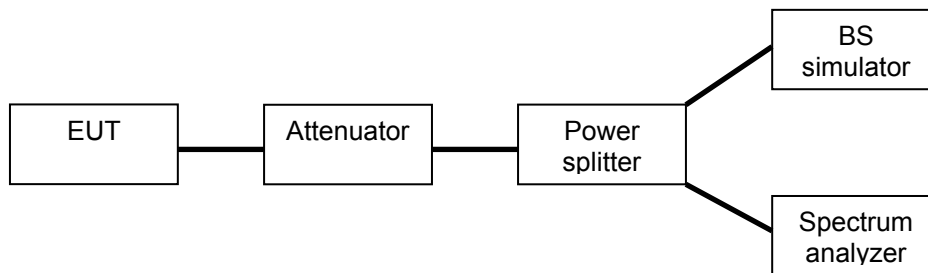 EUT
Attenuator
Power
splitter
BS
simulator
Spectrum
analyzer